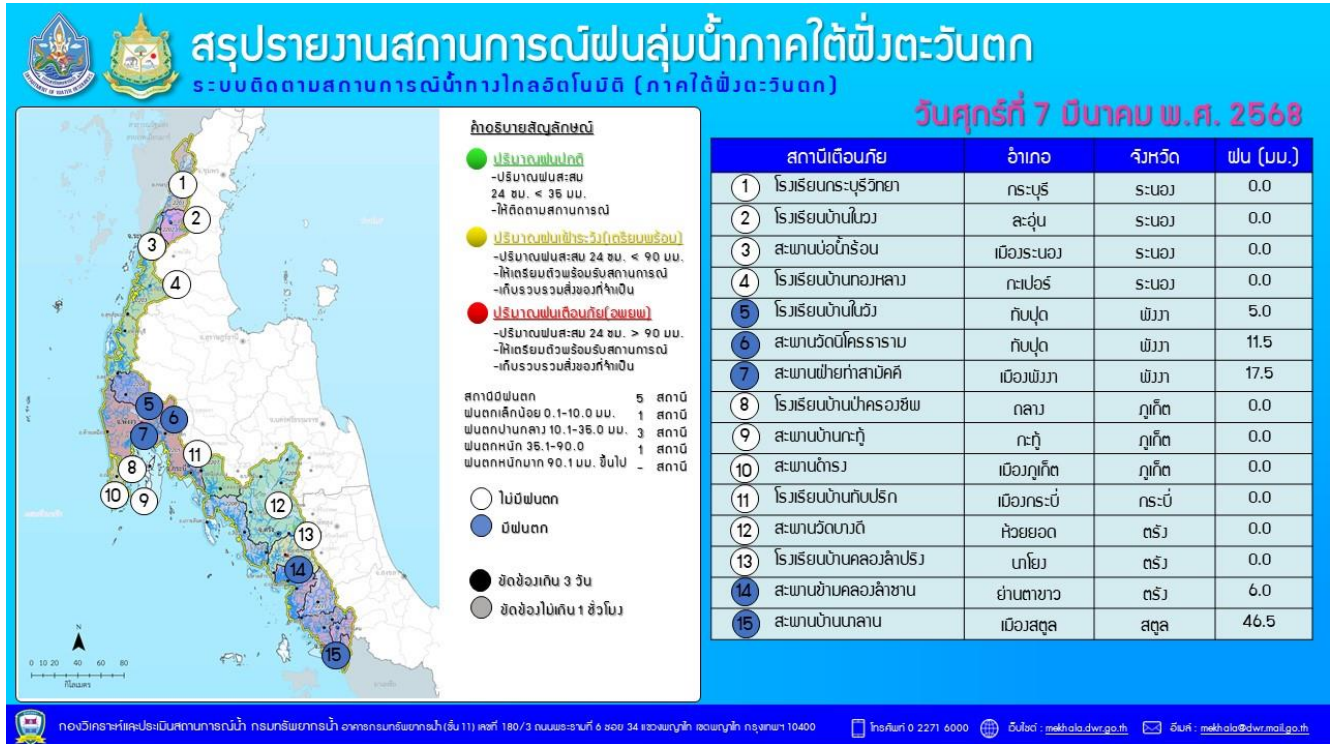 สรุปรายงานสถานการณ์ฝนลุ่มน้ำภาคใต้ฝั่งตะวันตก
ระบบติดตามสถานการณ์น้ำทางไกลอัตโนมัติ (ภาคใต้ฝั่งตะวันตก)
วันศุกร์ที่ 7 มีนาคม พ.ศ. 2568
คำอธิบายสัญลักษณ์
ปริมาณฝนปกติ
-ปริมาณฝนสะสม
24 ชม. < 35 มม.
-ให้ติดตามสถานการณ์
ปริมาณฝนเฝ้าระวัง(เตรียมพร้อม)
-ปริมาณฝนสะสม 24 ชม. < 90 มม.
-ให้เตรียมตัวพร้อมรับสถานการณ์
-เก็บรวบรวมสิ่งของที่จำเป็น
ปริมาณฝนเตือนภัย(อพยพ)
-ปริมาณฝนสะสม 24 ชม. > 90 มม.
-ให้เตรียมตัวพร้อมรับสถานการณ์
-เก็บรวบรวมสิ่งของที่จำเป็น
สถานีมีฝนตก 5 สถานี
ฝนตกเล็กน้อย 0.1-10.0 มม. 1 สถานี
ฝนตกปานกลาง 10.1-35.0 มม. 3 สถานี
ฝนตกหนัก 35.1-90.0 1 สถานี
ฝนตกหนักมาก 90.1 มม. ขึ้นไป - สถานี
ไม่มีฝนตก
มีฝนตก
ขัดข้องเกิน 3 วัน
ขัดข้องไม่เกิน 1 ชั่วโมง
1
2
3
4
5
6
7
8
9
10
11
12
13
14
15
N
0 10 20 40 60 80
กิโลเมตร
สถานีเตือนภัย อำเภอ จังหวัด ฝน (มม.)
1 โรงเรียนกระบุรีวิทยา กระบุรี ระนอง 0.0
2 โรงเรียนบ้านในวง ละอุ่น ระนอง 0.0
3 สะพานบ่อน้ำร้อน เมืองระนอง ระนอง 0.0
4 โรงเรียนบ้านทองหลาง กะเปอร์ ระนอง 0.0
5 โรงเรียนบ้านในวัง ทับปุด พังงา 5.0
6 สะพานวัดนิโครธาราม ทับปุด พังงา 11.5
7 สะพานฝ่ายท่าสามัคคี เมืองพังงา พังงา 17.5
8 โรงเรียนบ้านป่าครองชีพ ถลาง ภูเก็ต 0.0
9 สะพานบ้านกะทู้ กะทู้ ภูเก็ต 0.0
10 สะพานดำรง เมืองภูเก็ต ภูเก็ต 0.0
11 โรงเรียนบ้านทับปริก เมืองกระบี่ กระบี่ 0.0
12 สะพานวัดบางดี ห้วยยอด ตรัง 0.0
13 โรงเรียนบ้านคลองลำปริง นาโยง ตรัง 0.0
14 สะพานข้ามคลองลำชาน ย่านตาขาว ตรัง 6.0
15 สะพานบ้านนาลาน เมืองสตูล สตูล 46.5
กองวิเคราะห์และประเมินสถานการณ์น้ำ กรมทรัพยากรน้ำ อาคารกรมทรัพยากรน้ำ (ชั้น 11) เลขที่ 180/3 ถนนพระรามที่ 6 ซอย 34 แขวงพญาไท เขตพญาไท กรุงเทพฯ 10400 โทรศัพท์ 0 2271 6000 เว็บไซต์ : mekhala.dwr.go.th อีเมล์ : mekhala@dwr.mail.go.th